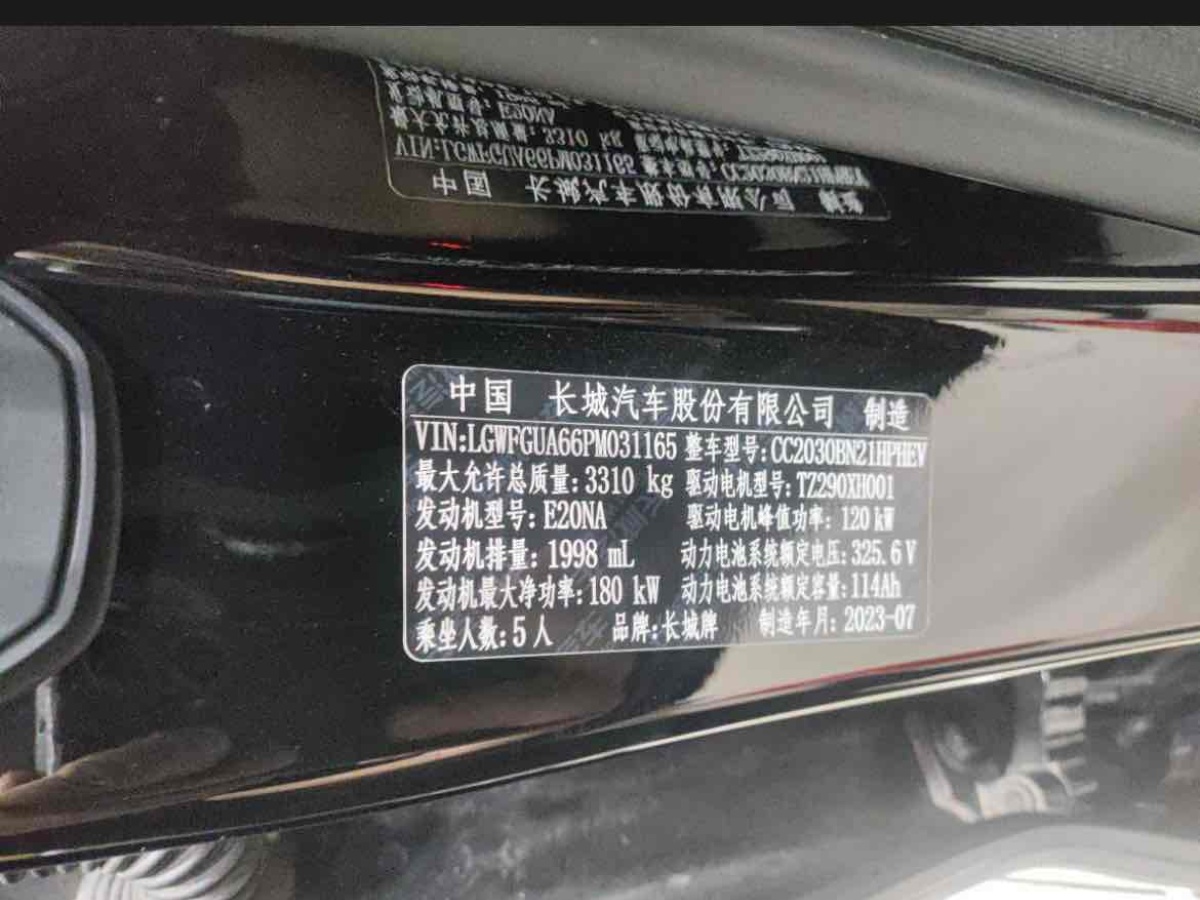 中国 长城汽车股份有限公司 制造
VIN:LGWFGUA66PM031165 整车型号:CC2030BN21HPHEV
最大允许总质量:3310 kg 驱动电机型号:TZ290XH001
发动机型号:E20NA 驱动电机峰值功率:120 kW
发动机排量:1998 mL 动力电池系统额定电压:325.6 V
发动机最大净功率:180 kW 动力电池系统额定容量:114Ah
乘坐人数:5人 品牌:长城牌 制造年月:2023-07